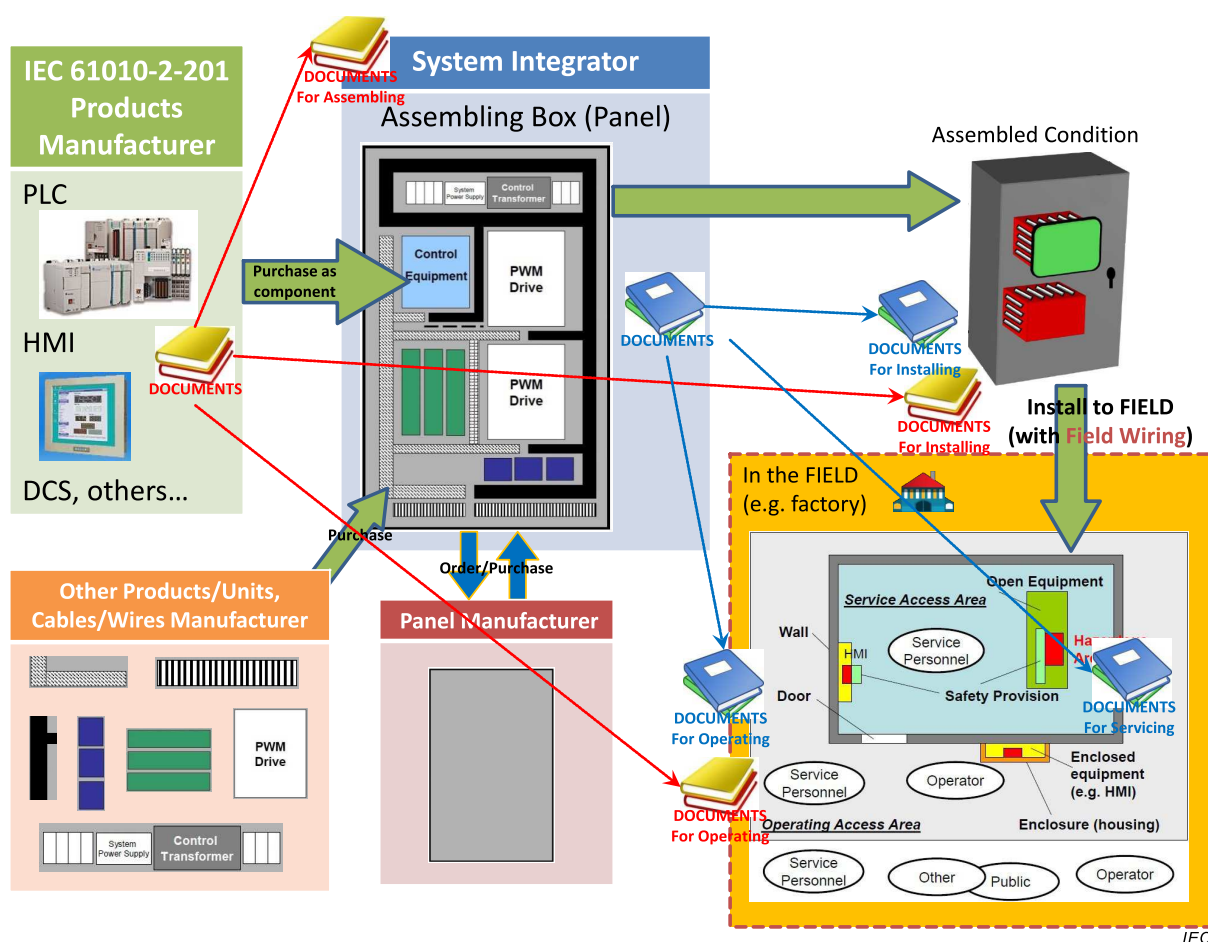 IEC 61010-2-201
Products
Manufacturer
PLC
HMI
DOCUMENTS
DCS, others…
DOCUMENTS
For Assembling
System Integrator
Assembling Box (Panel)
System
Power Supply
Control
Transformer
Control
Equipment
PWM
Drive
PWM
Drive
Purchase as
component
Purchase
Order/Purchase
DOCUMENTS
Assembled Condition
DOCUMENTS
For Installing
DOCUMENTS
For Installing
Install to FIELD
(with Field Wiring)
Other Products/Units,
Cables/Wires Manufacturer
PWM
Drive
System
Power Supply
Control
Transformer
Panel Manufacturer
In the FIELD
(e.g. factory)
Open Equipment
Service Access Area
Wall
HMI
Service
Personnel
Safety Provision
Door
DOCUMENTS
For Operating
DOCUMENTS
For Servicing
Enclosed
equipment
(e.g. HMI)
Service
Personnel
Operator
Enclosure (housing)
DOCUMENTS
For Operating
Operating Access Area
Service
Personnel
Other
Public
Operator
IEC